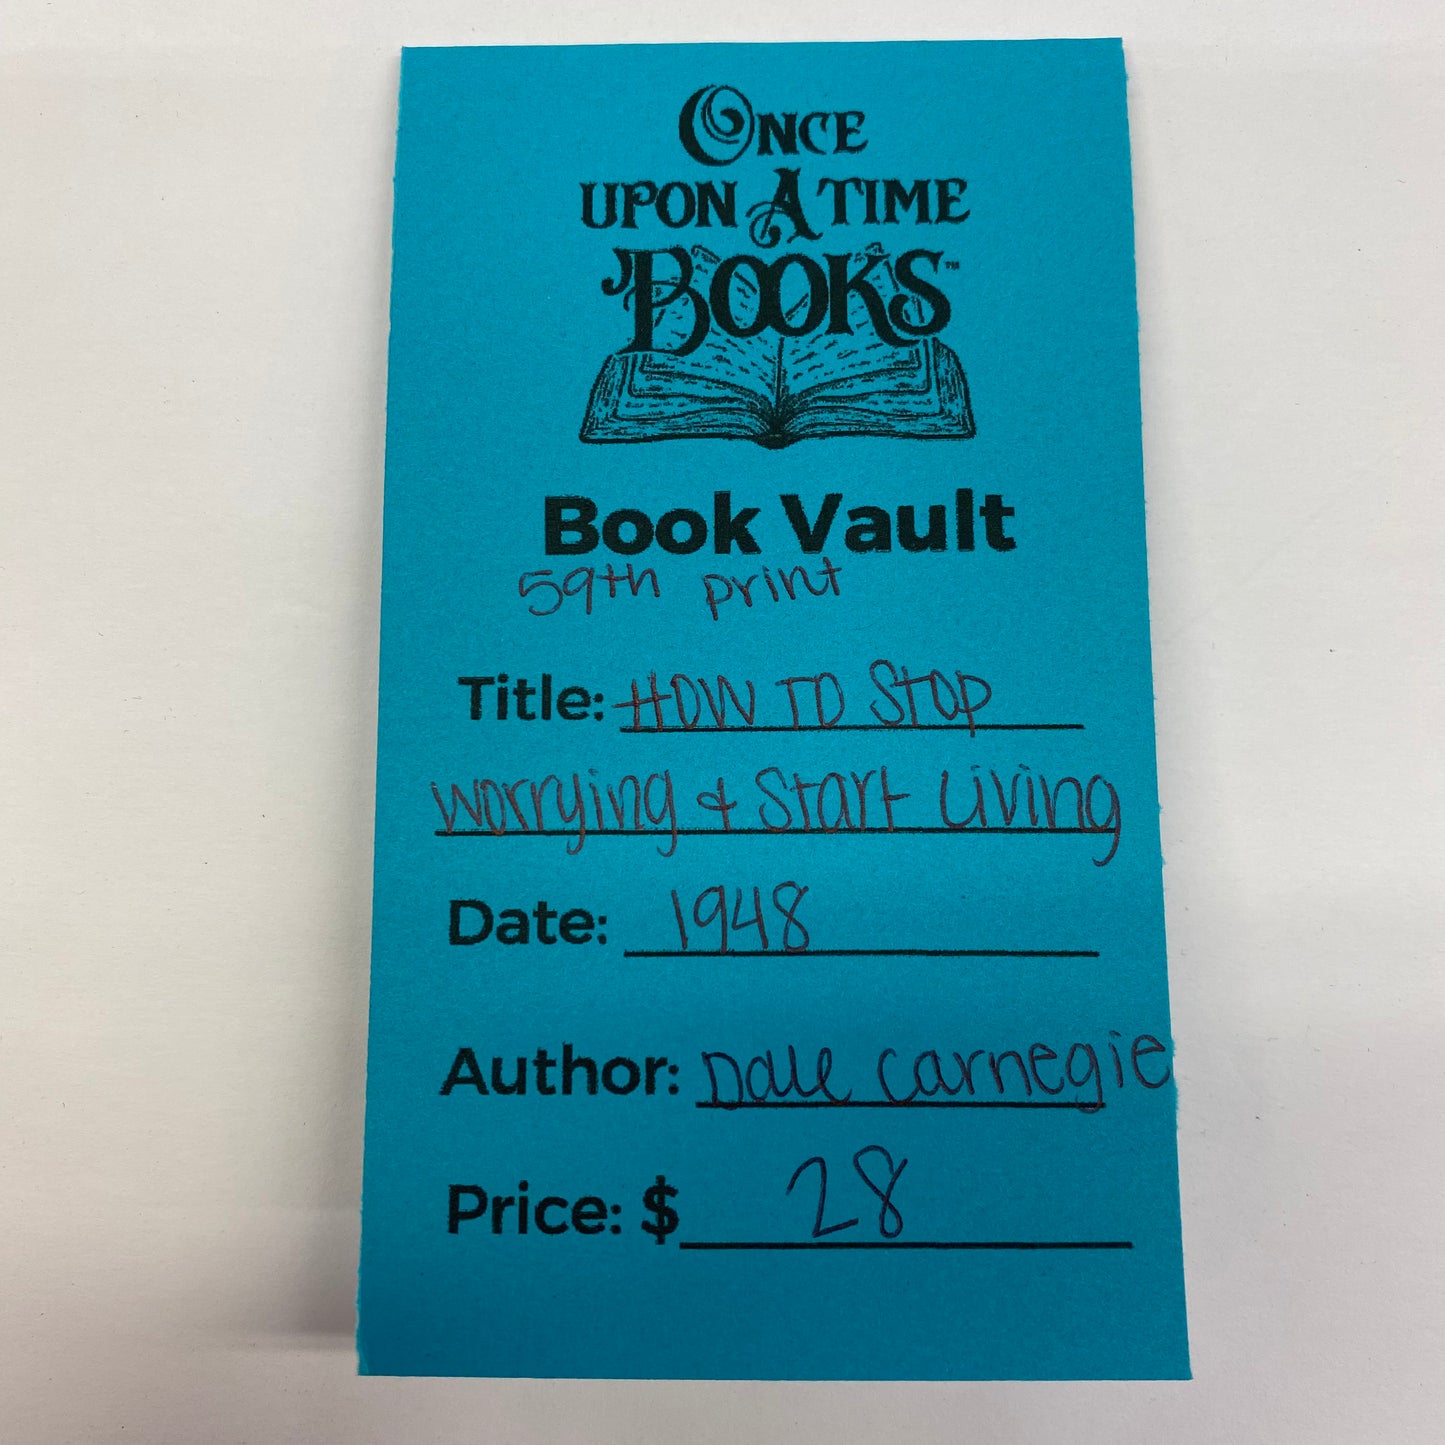 ONCE
UPON A TIME
BOOKS™
Book Vault
59th print
Title: HOW TO Stop
worrying & Start Living
Date: 1948
Author: Dale Carnegie
Price: $ 28